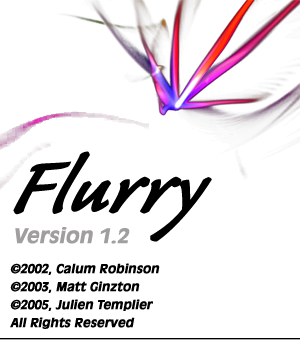 Flurry
Version 1.2
©2002, Calum Robinson
©2003, Matt Ginzton
©2005, Julien Templier
All Rights Reserved